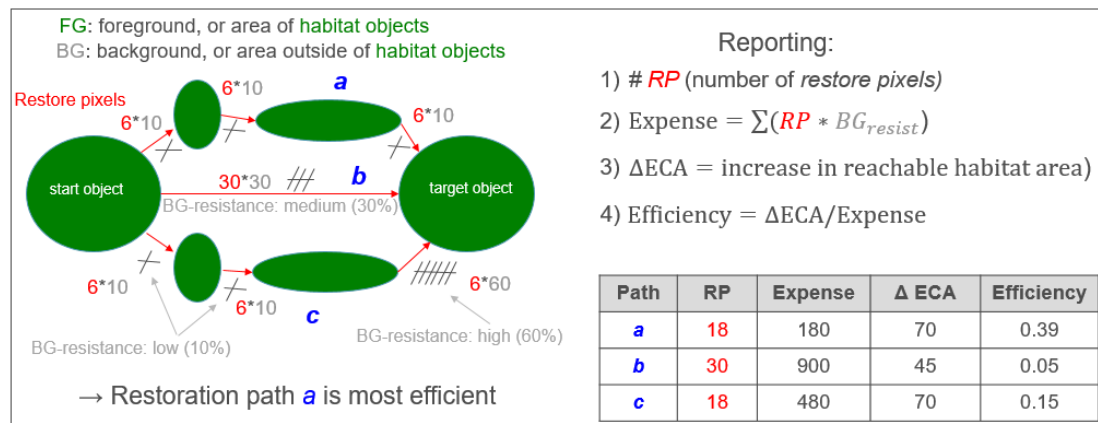 FG: foreground, or area of habitat objects
BG: background, or area outside of habitat objects
Restore pixels
6*10
6*10
a
6*10
start object
30*30
b
BG-resistance: medium (30%)
target object
6*10
6*10
c
6*60
BG-resistance: low (10%)
BG-resistance: high (60%)
→ Restoration path a is most efficient
Reporting:
1) # RP (number of restore pixels)
2) Expense = ∑(RP * BG_resist)
3) ΔECA = increase in reachable habitat area)
4) Efficiency = ΔECA/Expense
Path RP Expense Δ ECA Efficiency
a 18 180 70 0.39
b 30 900 45 0.05
c 18 480 70 0.15